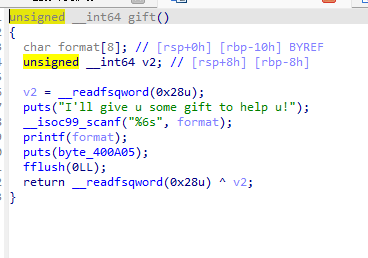 unsigned __int64 gift()
{
char format[8]; // [rsp+0h] [rbp-10h] BYREF
unsigned __int64 v2; // [rsp+8h] [rbp-8h]
v2 = __readfsqword(0x28u);
puts("I'll give u some gift to help u!");
__isoc99_scanf("%6s", format);
printf(format);
puts(byte_400A05);
fflush(0LL);
return __readfsqword(0x28u) ^ v2;
}